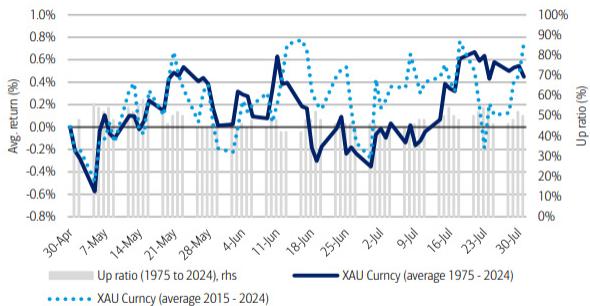 1.0%
0.8%
0.6%
0.4%
0.2%
0.0%
-0.2%
-0.4%
-0.6%
-0.8%
Avg. return (%)
100%
90%
80%
70%
60%
50%
40%
30%
20%
10%
0%
Up ratio (%)
30-Apr
7-May
14-May
21-May
28-May
4-Jun
11-Jun
18-Jun
25-Jun
2-Jul
9-Jul
16-Jul
23-Jul
30-Jul
Up ratio (1975 to 2024), rhs
XAU Curncy (average 1975 - 2024)
XAU Curncy (average 2015 - 2024)